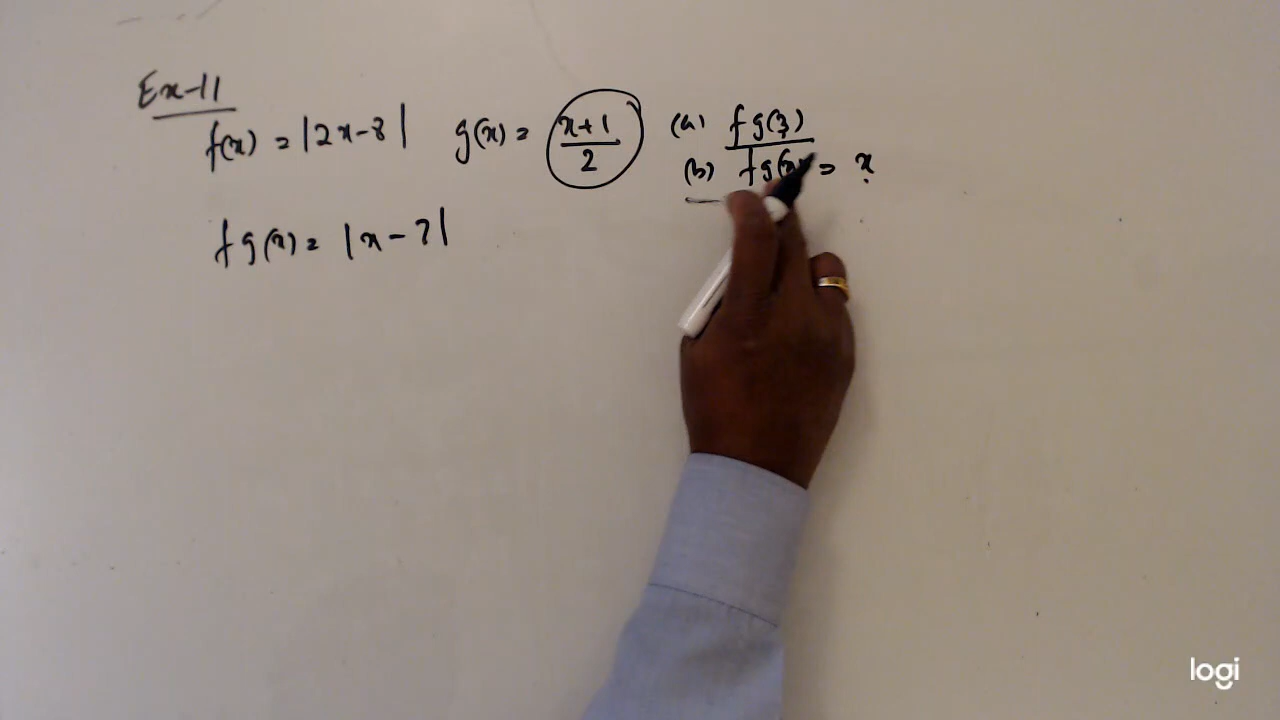 Ex-11
f(x) = |2x-8| g(x) = x+1/2 (a) fg(3)
(b) fg(x) = x
fg(x) = |x-7|
logi